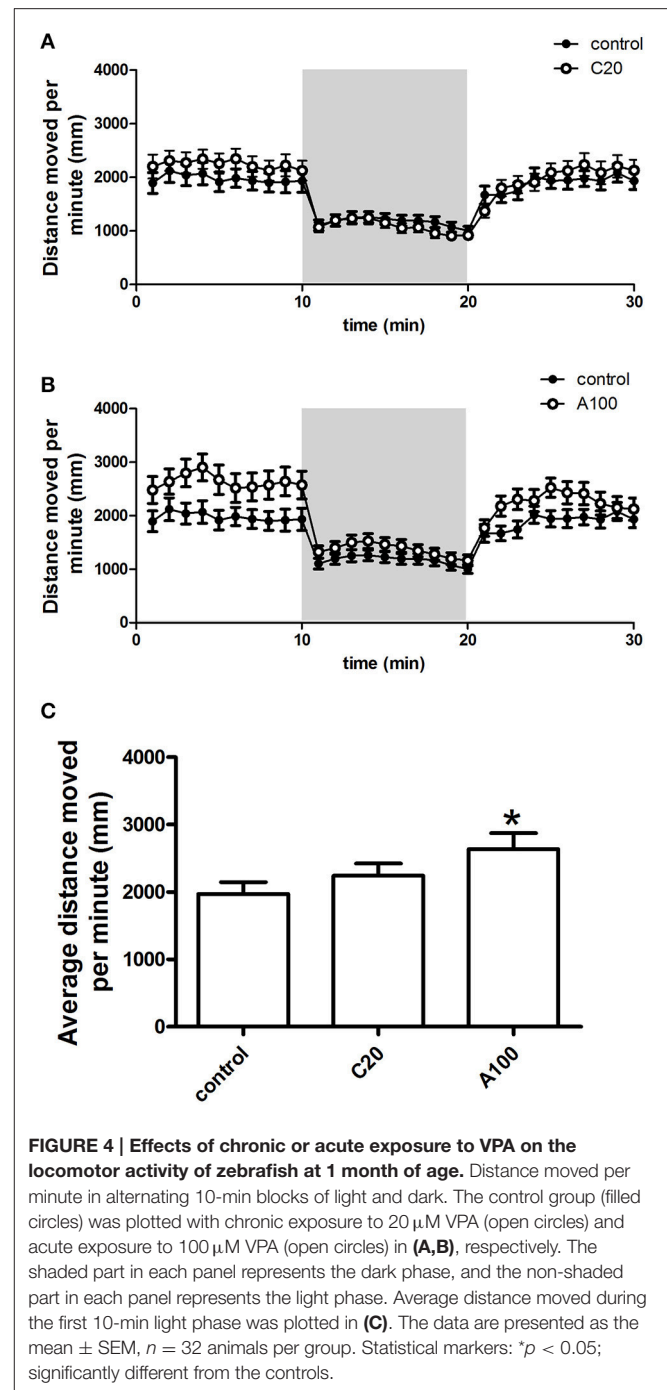 A
control
C20
Distance moved per
minute (mm)
4000
3000
2000
1000
0
0
10
20
30
time (min)
B
control
A100
Distance moved per
minute (mm)
4000
3000
2000
1000
0
0
10
20
30
time (min)
C
Average distance moved
per minute (mm)
4000
3000
2000
1000
0
*
control
C20
A100
FIGURE 4 | Effects of chronic or acute exposure to VPA on the
locomotor activity of zebrafish at 1 month of age. Distance moved per
minute in alternating 10-min blocks of light and dark. The control group (filled
circles) was plotted with chronic exposure to 20 μM VPA (open circles) and
acute exposure to 100 μM VPA (open circles) in (A,B), respectively. The
shaded part in each panel represents the dark phase, and the non-shaded
part in each panel represents the light phase. Average distance moved during
the first 10-min light phase was plotted in (C). The data are presented as the
mean ± SEM, n = 32 animals per group. Statistical markers: *p < 0.05;
significantly different from the controls.